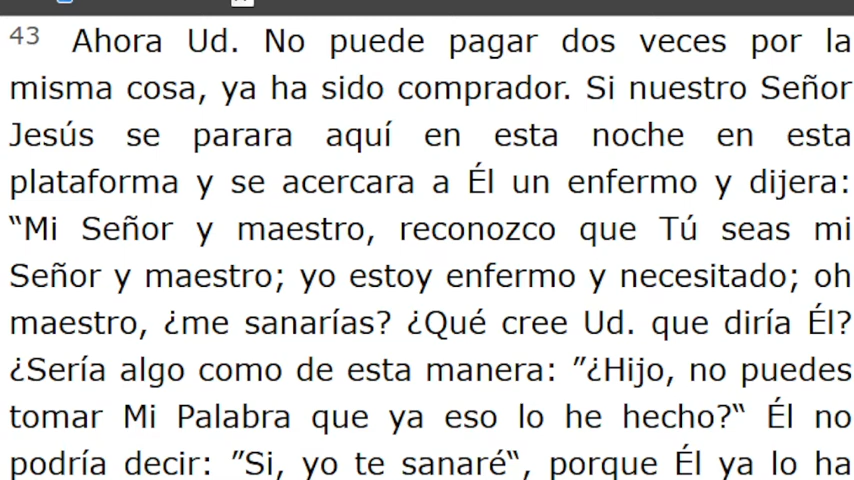 43 Ahora Ud. No puede pagar dos veces por la
misma cosa, ya ha sido comprador. Si nuestro Señor
Jesús se parara aquí en esta noche en esta
plataforma y se acercara a Él un enfermo y dijera:
“Mi Señor y maestro, reconozco que Tú seas mi
Señor y maestro; yo estoy enfermo y necesitado; oh
maestro, ¿me sanarías? ¿Qué cree Ud. que diría Él?
¿Sería algo como de esta manera: ”¿Hijo, no puedes
tomar Mi Palabra que ya eso lo he hecho?“ Él no
podría decir: ”Si, yo te sanaré“, porque Él ya lo ha